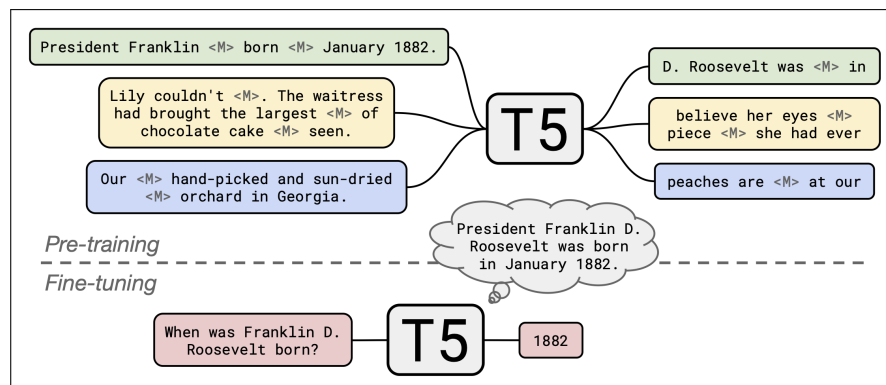 President Franklin <M> born <M> January 1882.
Lily couldn't <M>. The waitress
had brought the largest <M> of
chocolate cake <M> seen.
Our <M> hand-picked and sun-dried
<M> orchard in Georgia.
T5
D. Roosevelt was <M> in
believe her eyes <M>
piece <M> she had ever
peaches are <M> at our
Pre-training
President Franklin D.
Roosevelt was born
in January 1882.
Fine-tuning
When was Franklin D.
Roosevelt born?
T5
1882